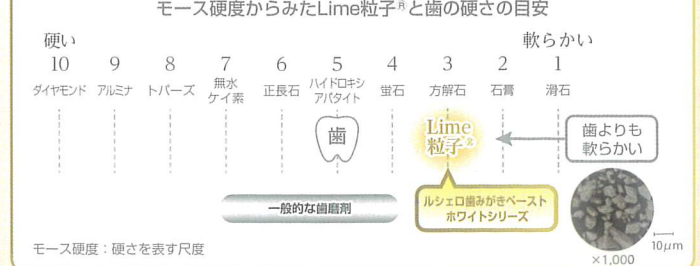 モース硬度からみたLime粒子®と歯の硬さの目安
硬い 軟らかい
10 9 8 7 6 5 4 3 2 1
ダイヤモンド アルミナ トパーズ 無水ケイ素 正長石 ハイドロキシアパタイト 蛍石 方解石 石膏 滑石
歯
Lime
粒子®
歯よりも
軟らかい
一般的な歯磨剤
ルシェロ歯みがきペースト
ホワイトシリーズ
モース硬度：硬さを表す尺度
10μm
×1,000